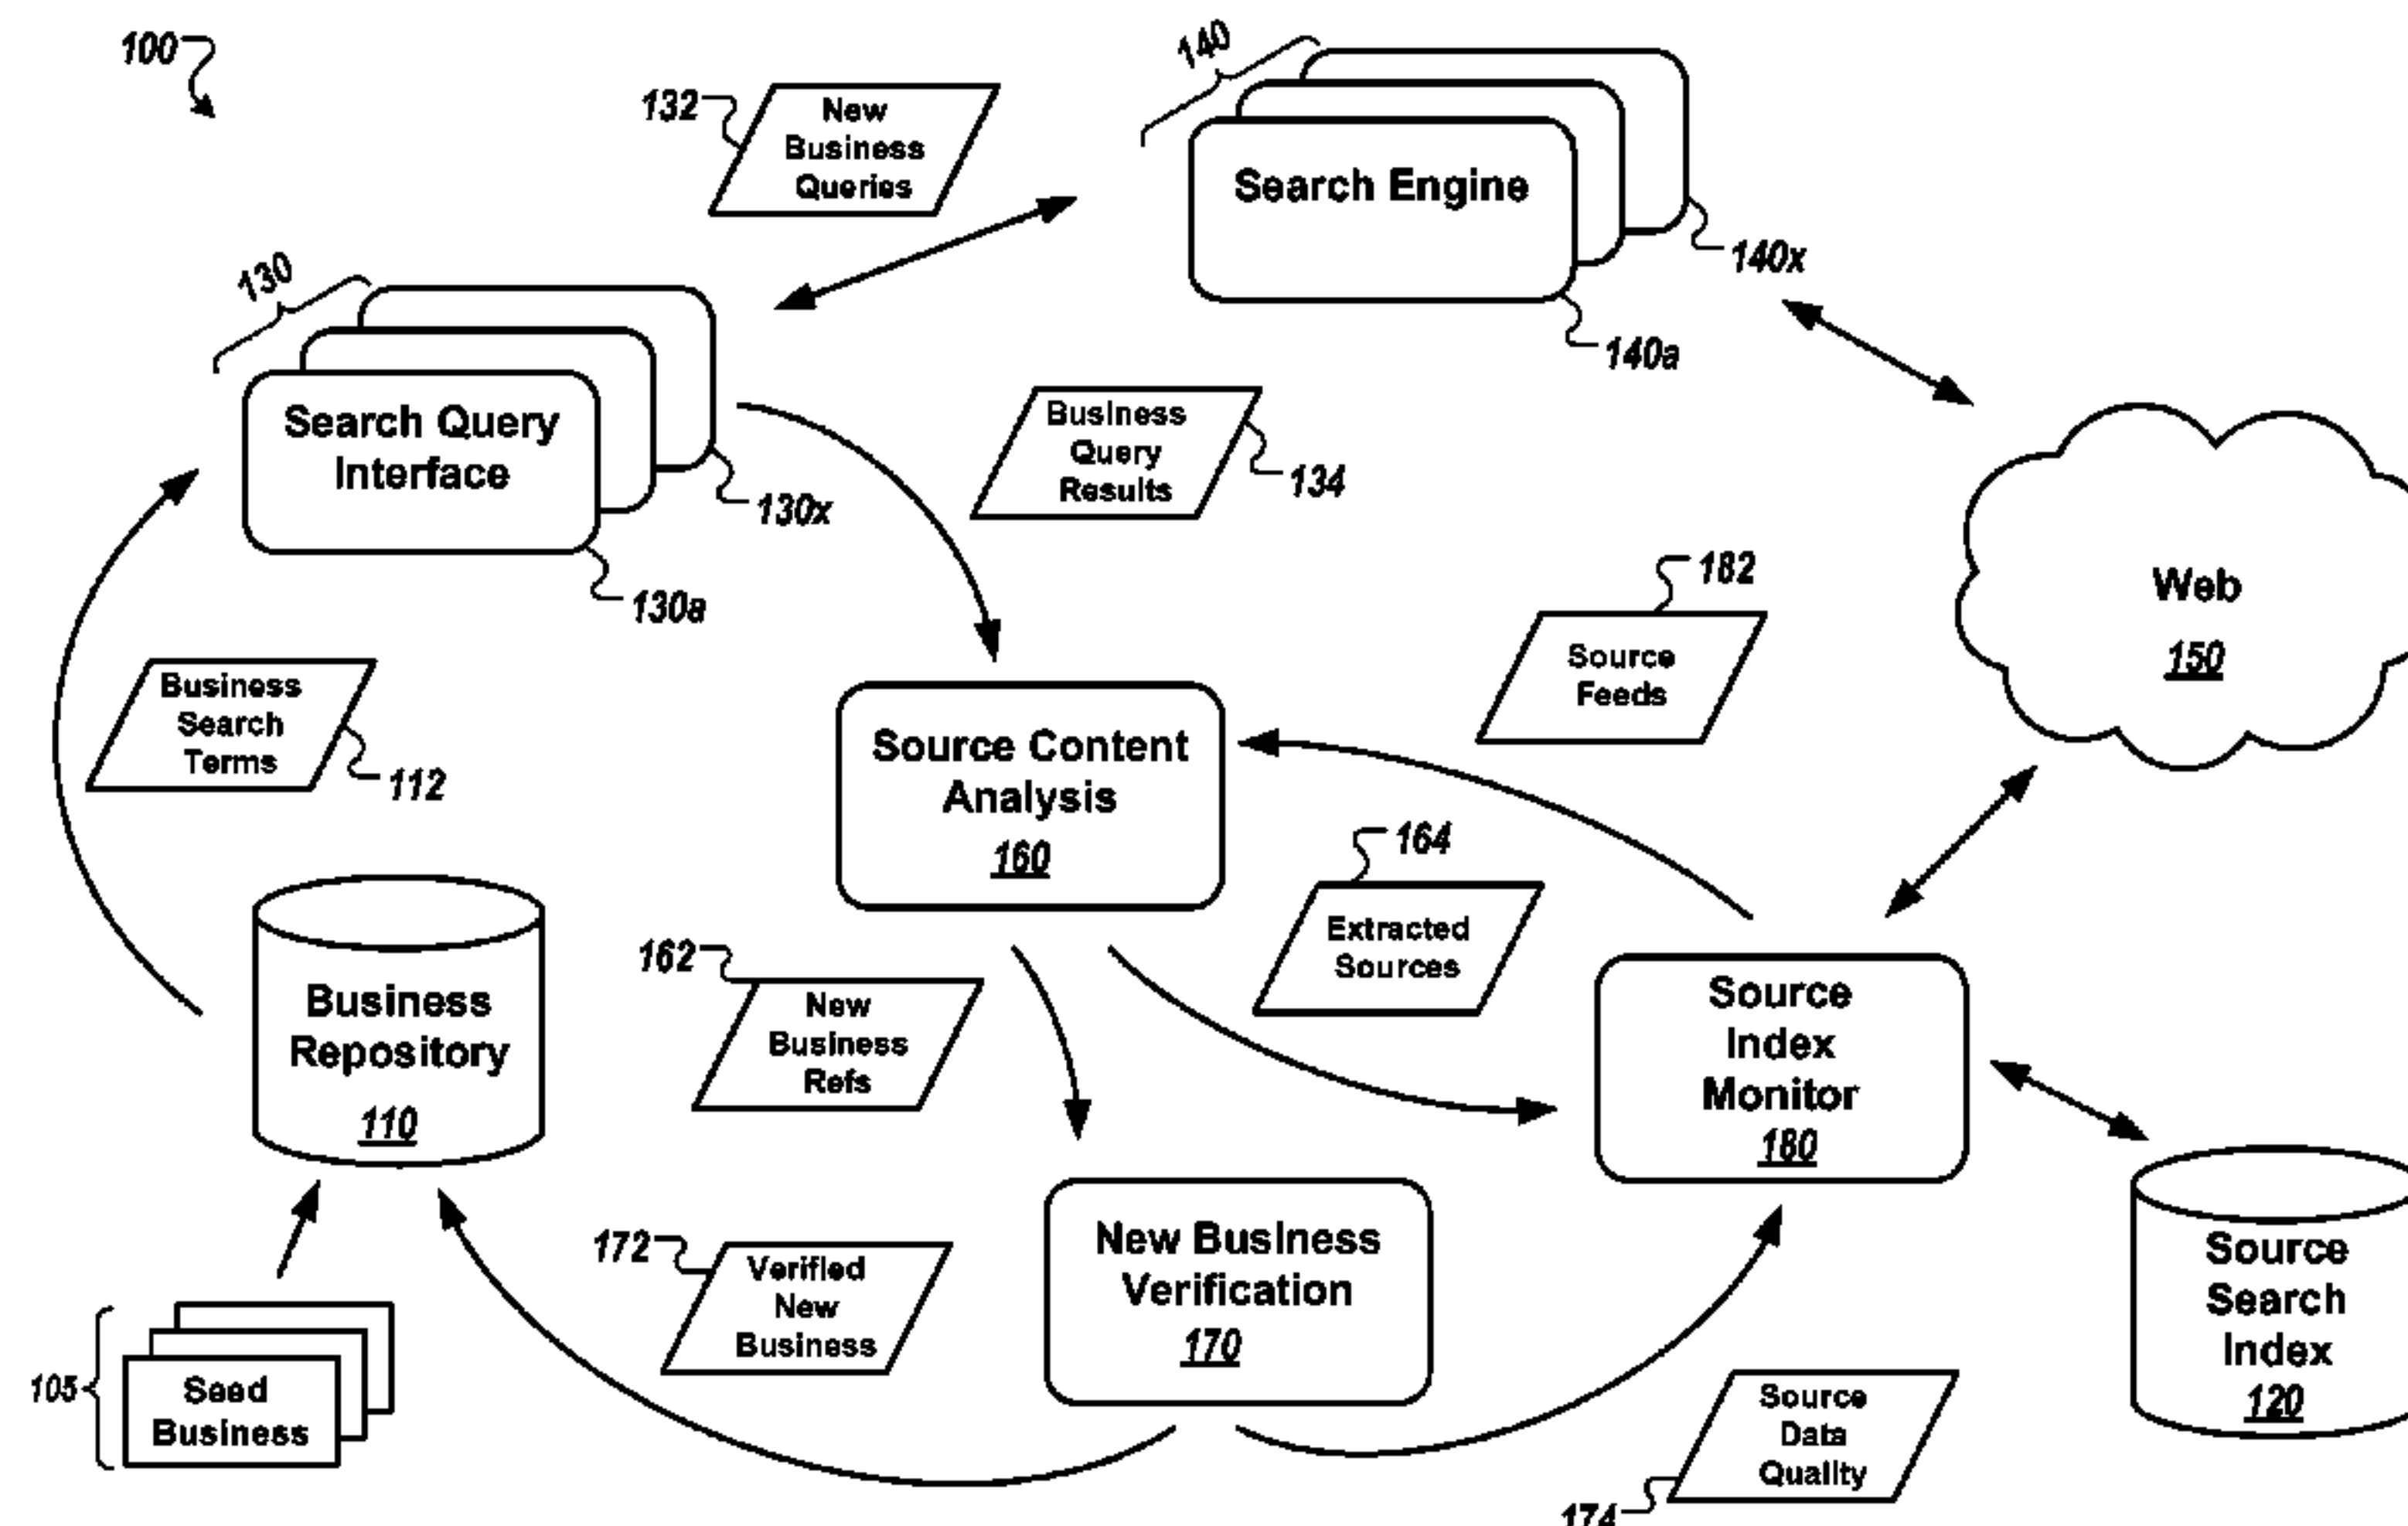 100
132
New
Business
Queries
140
Search Engine
140x
140a
130
Search Query
Interface
130x
130a
Business
Query
Results
134
Web
150
182
Source
Feeds
Business
Search
Terms
112
Source Content
Analysis
160
164
Extracted
Sources
162
New
Business
Refs
Business
Repository
110
Source
Index
Monitor
180
172
Verified
New
Business
New Business
Verification
170
Source
Search
Index
120
105
Seed
Business
Source
Data
Quality
174